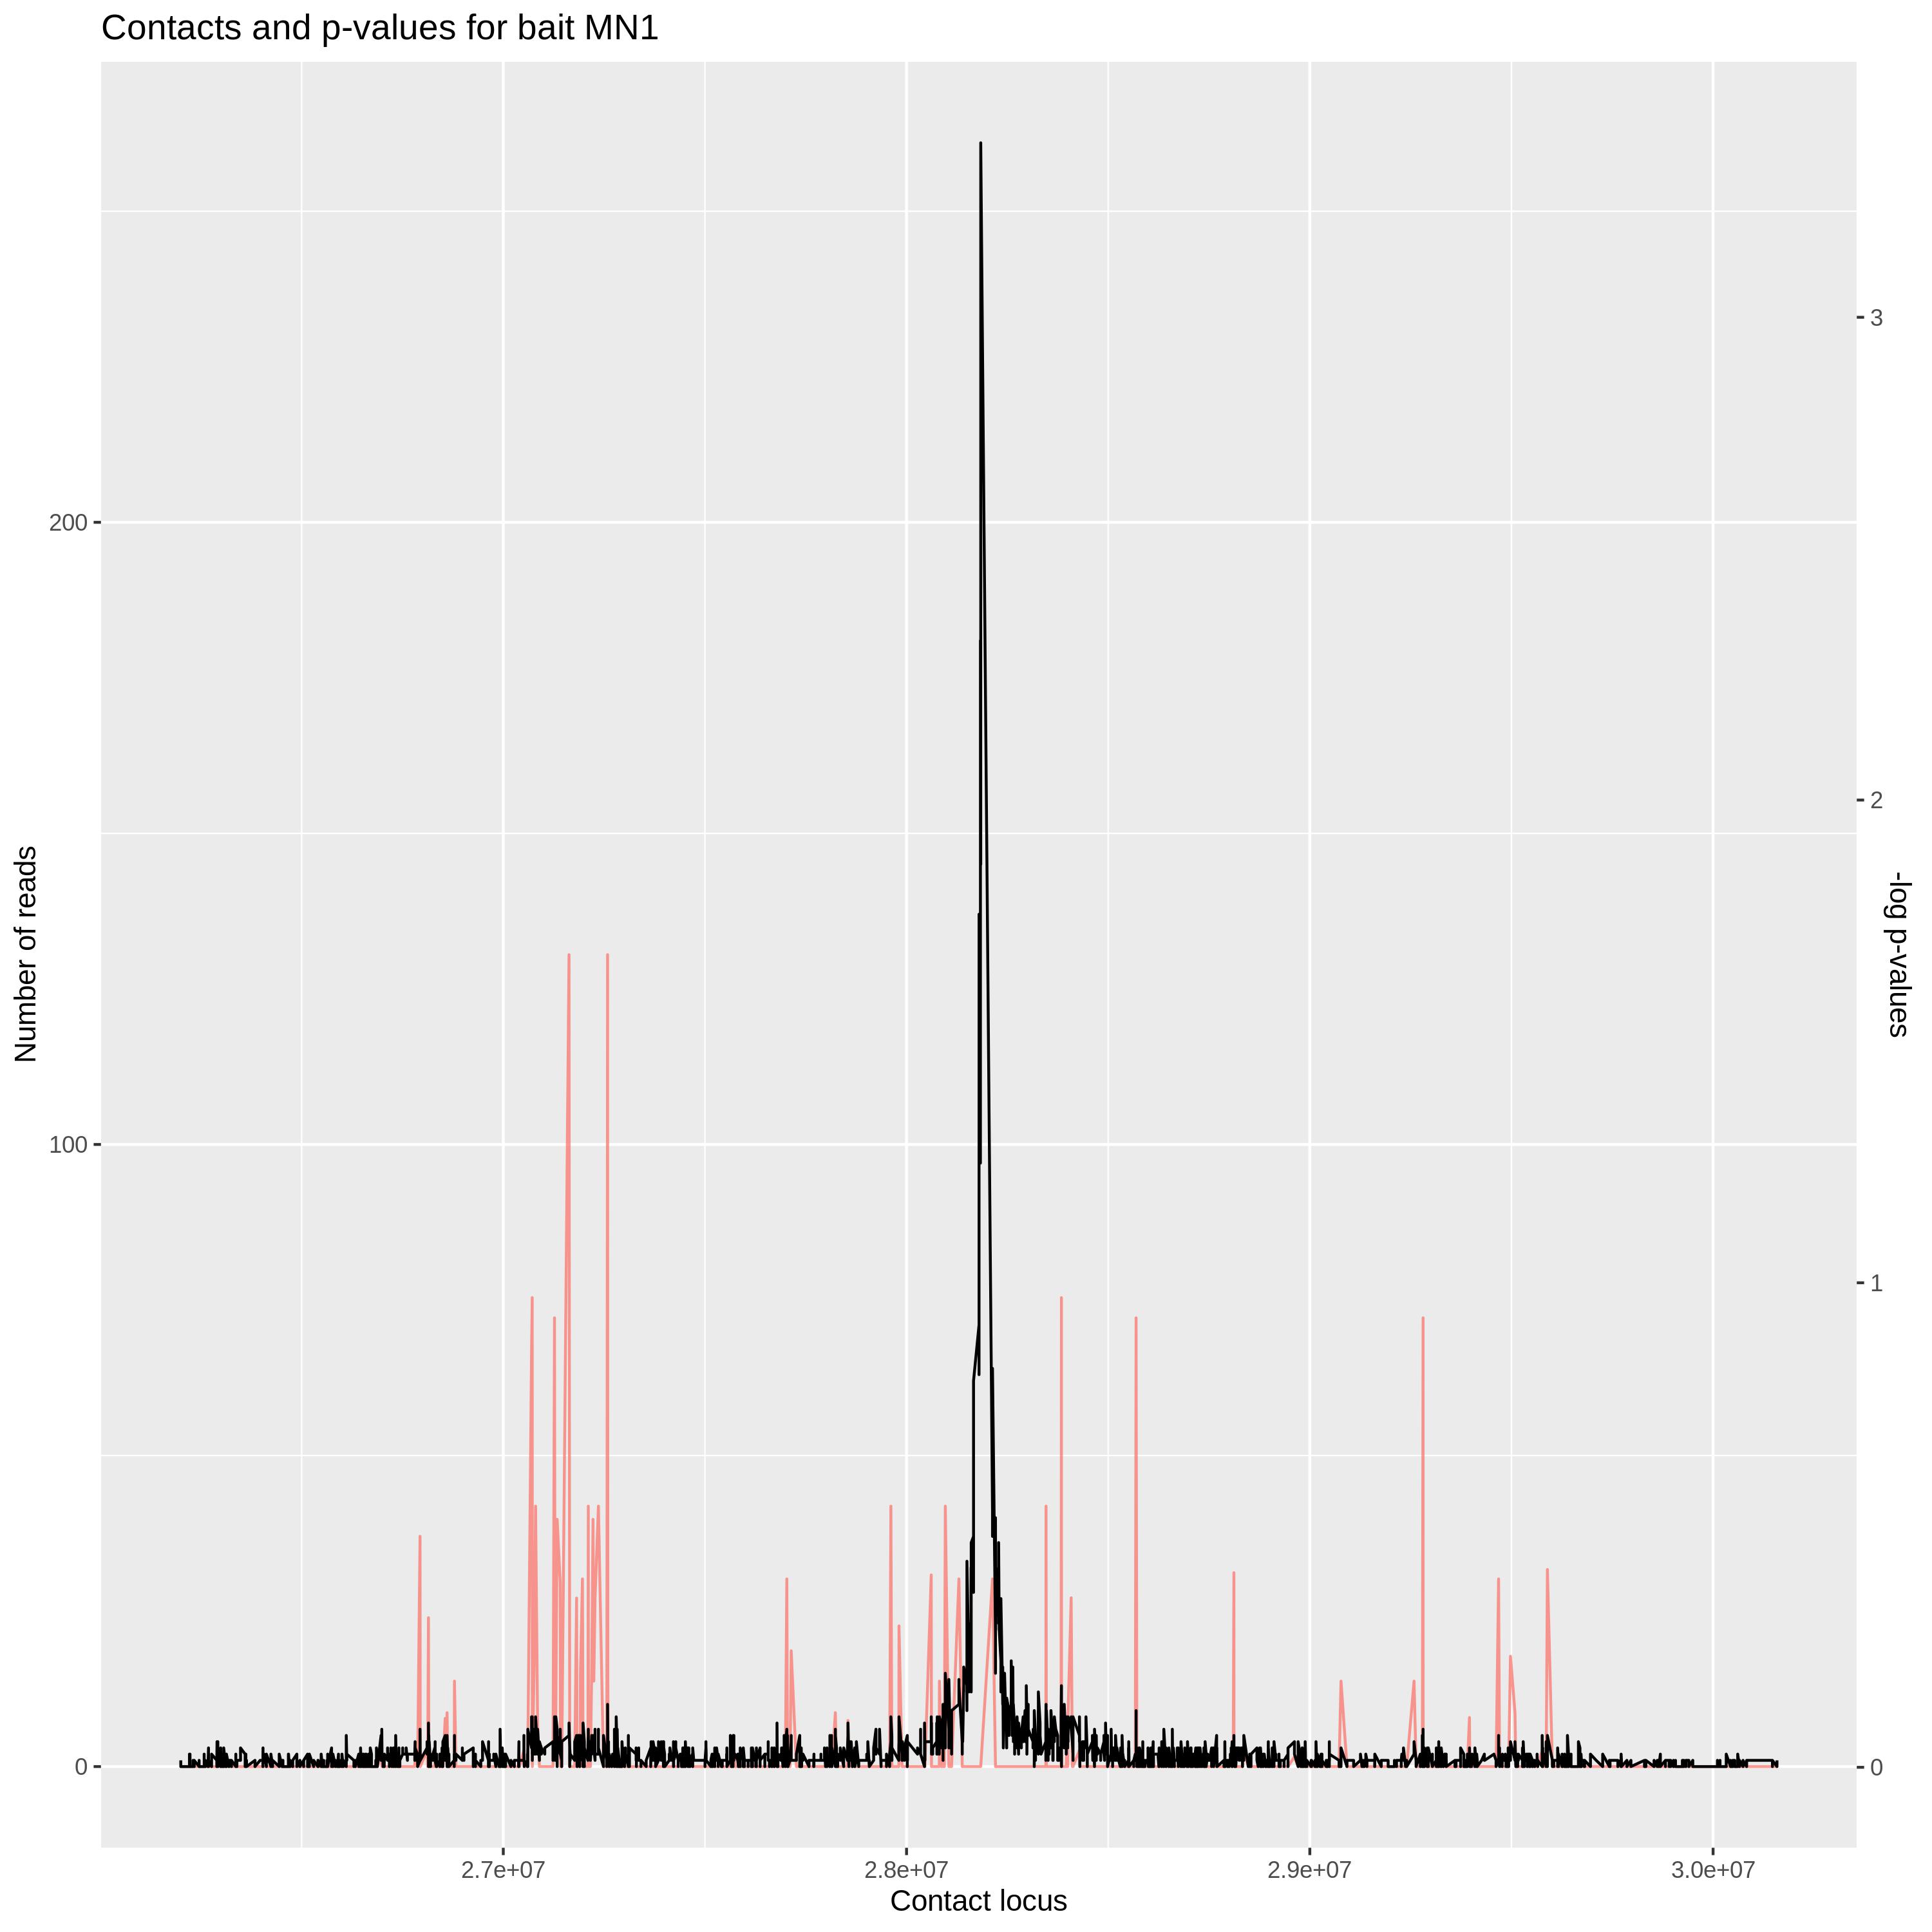 Contacts and p-values for bait MN1
Number of reads
200
100
0
3
2
1
0
-log p-values
2.7e+07
2.8e+07
2.9e+07
3.0e+07
Contact locus